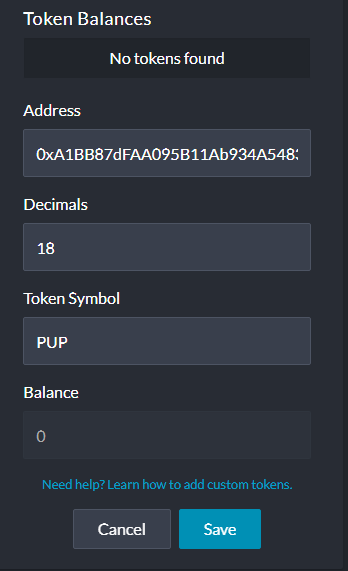 Token Balances
No tokens found
Address
0xA1BB87dFAA095B11Ab934A548
Decimals
18
Token Symbol
PUP
Balance
0
Need help? Learn how to add custom tokens.
Cancel
Save